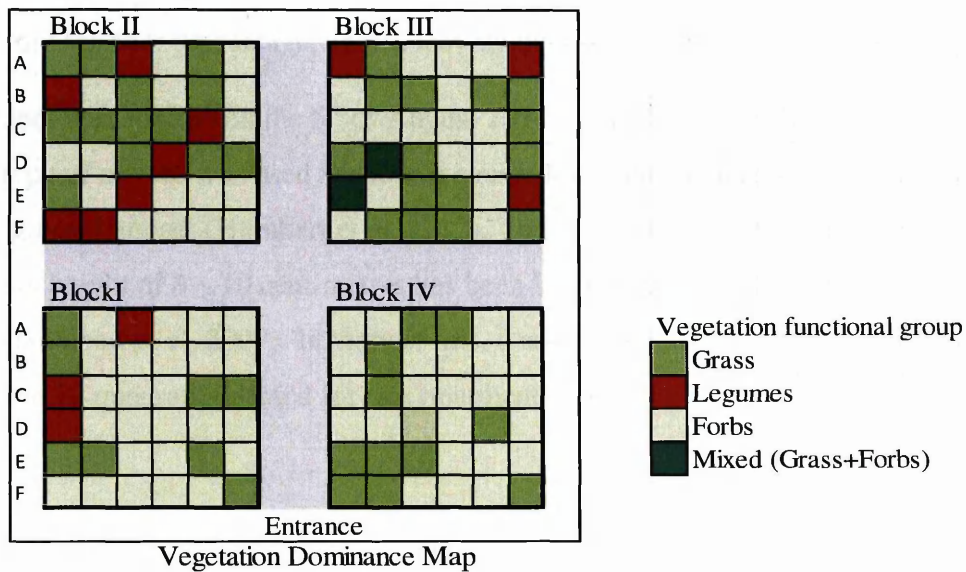 Block II
Block III
A
B
C
D
E
F
BlockI
Block IV
A
B
C
D
E
F
Entrance
Vegetation Dominance Map
Vegetation functional group
Grass
Legumes
Forbs
Mixed (Grass+Forbs)